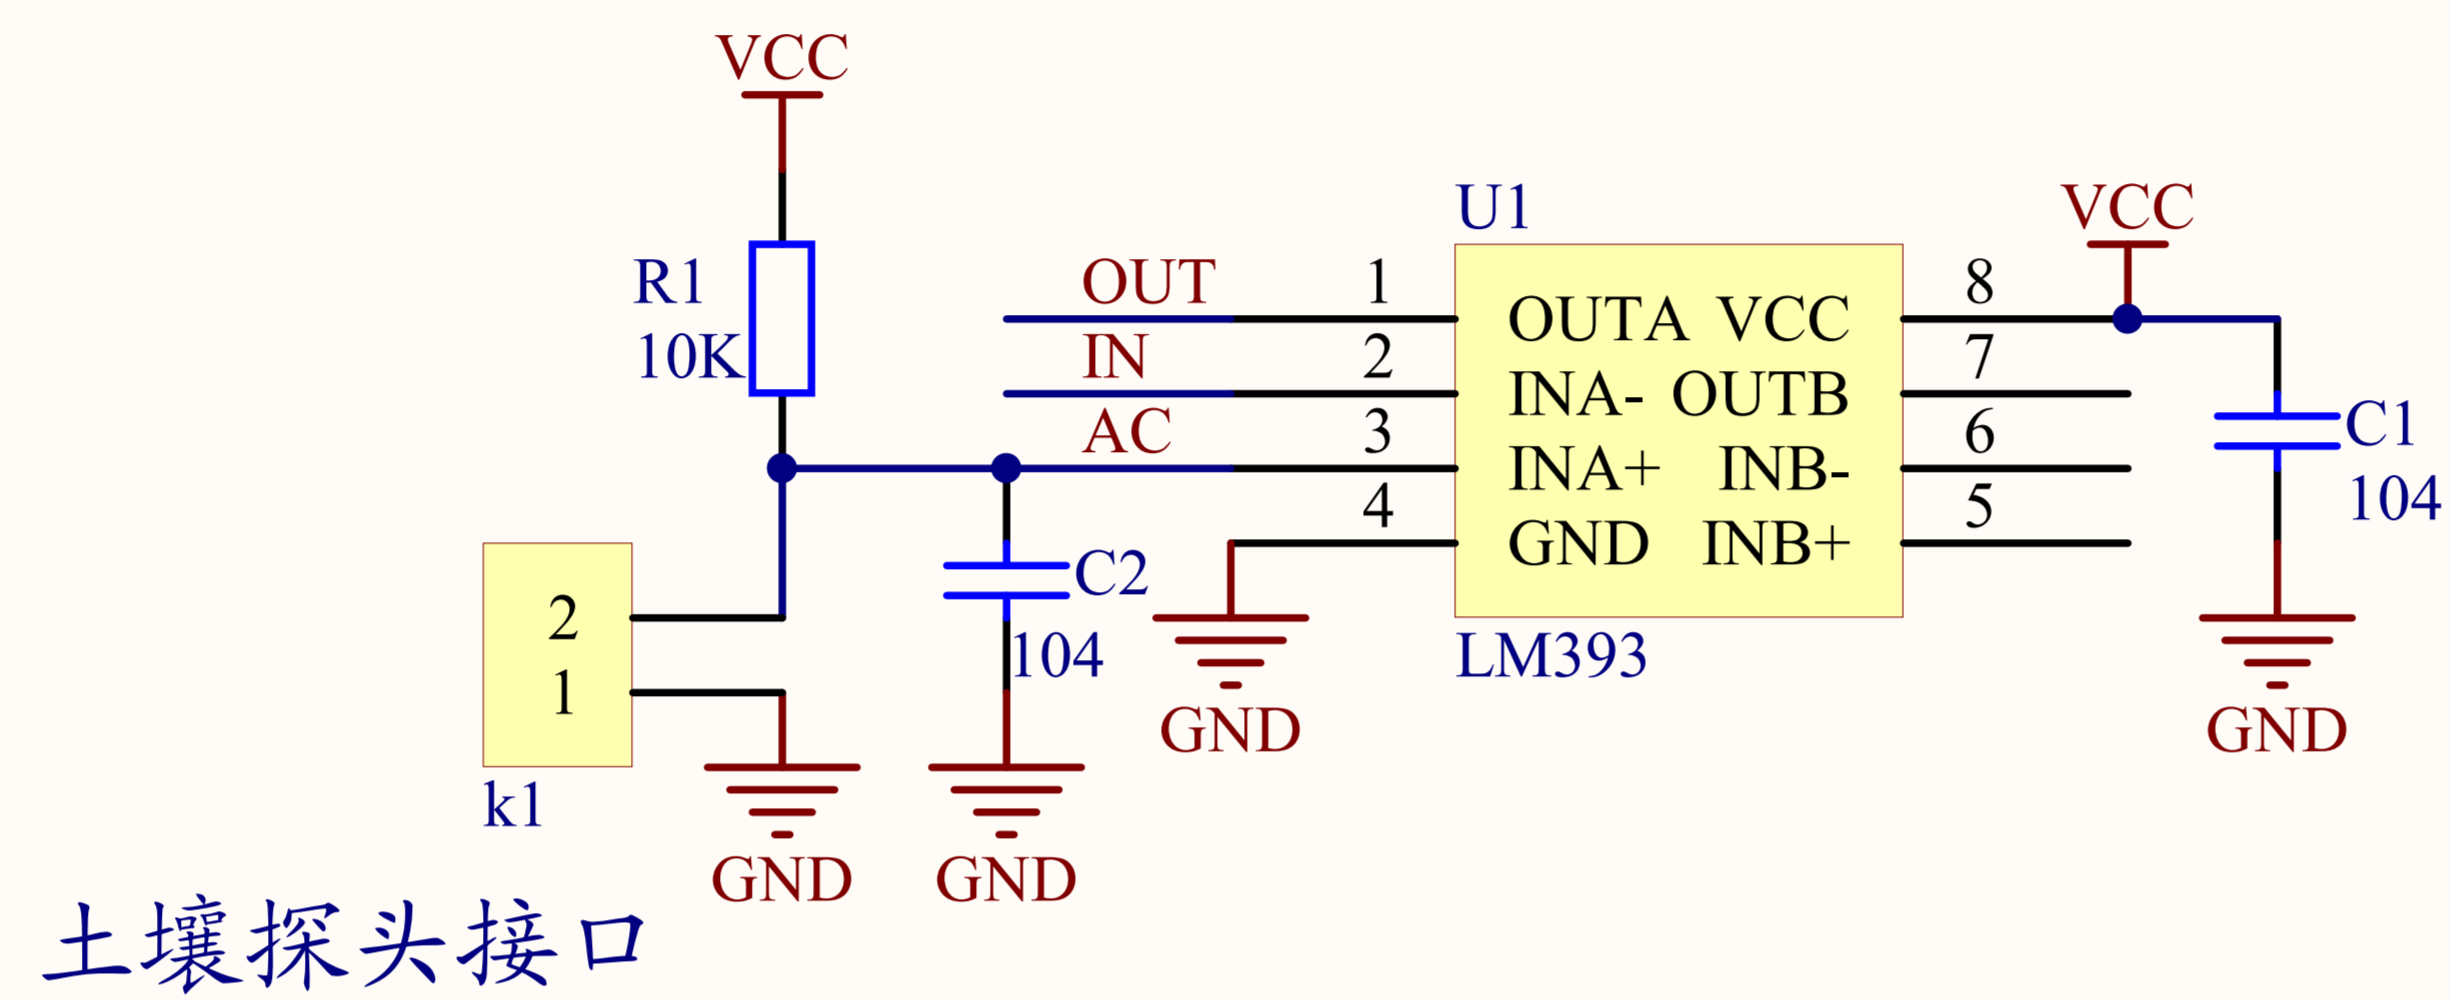 VCC
R1
10K
OUT
IN
AC
1
2
3
4
U1
OUTA VCC
INA- OUTB
INA+ INB-
GND INB+
LM393
8
7
6
5
VCC
C1
104
GND
GND
C2
104
GND
2
1
k1
GND
土壤探头接口